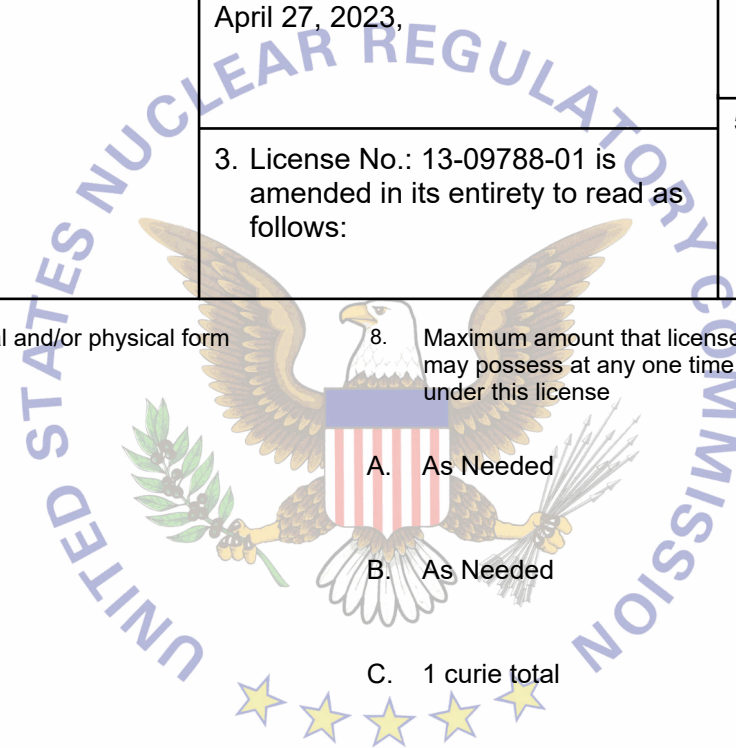 April 27, 2023,
3. License No.: 13-09788-01 is
amended in its entirety to read as
follows:
l and/or physical form
8. Maximum amount that license
may possess at any one time
under this license
A. As Needed
B. As Needed
C. 1 curie total
UNITED STATES NUCLEAR REGULATORY COMMISSION